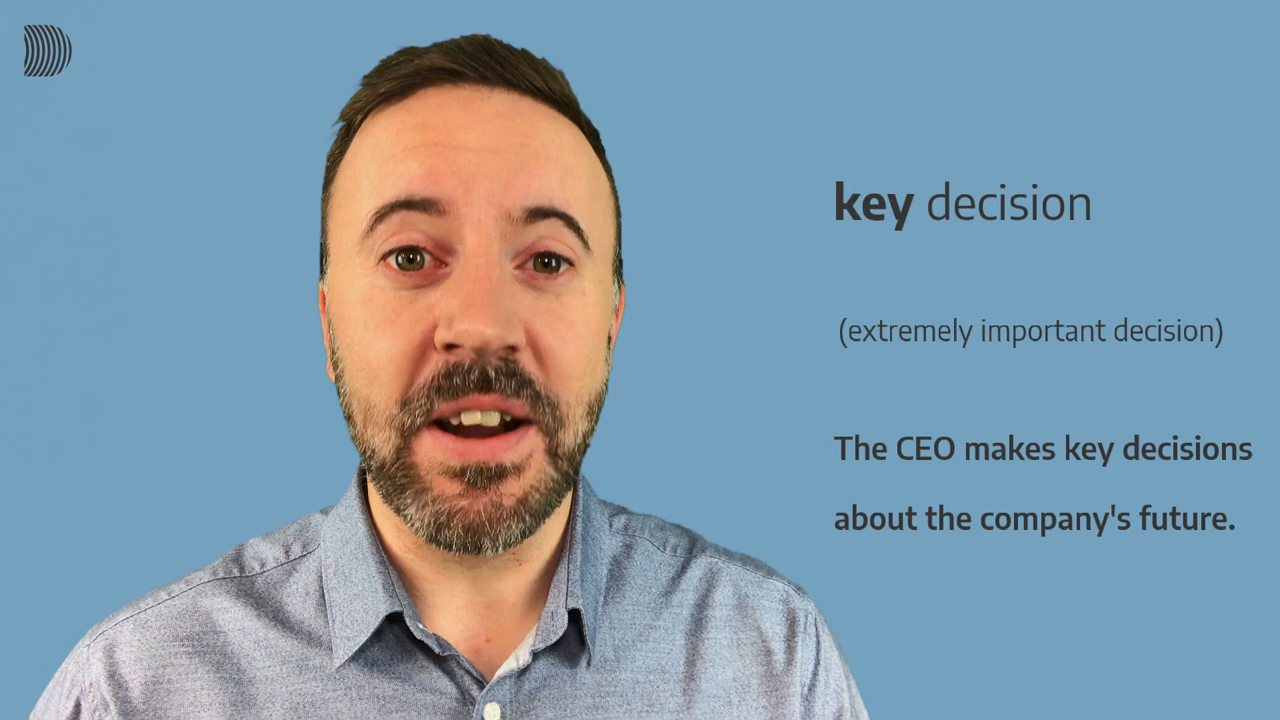 key decision
(extremely important decision)
The CEO makes key decisions
about the company's future.